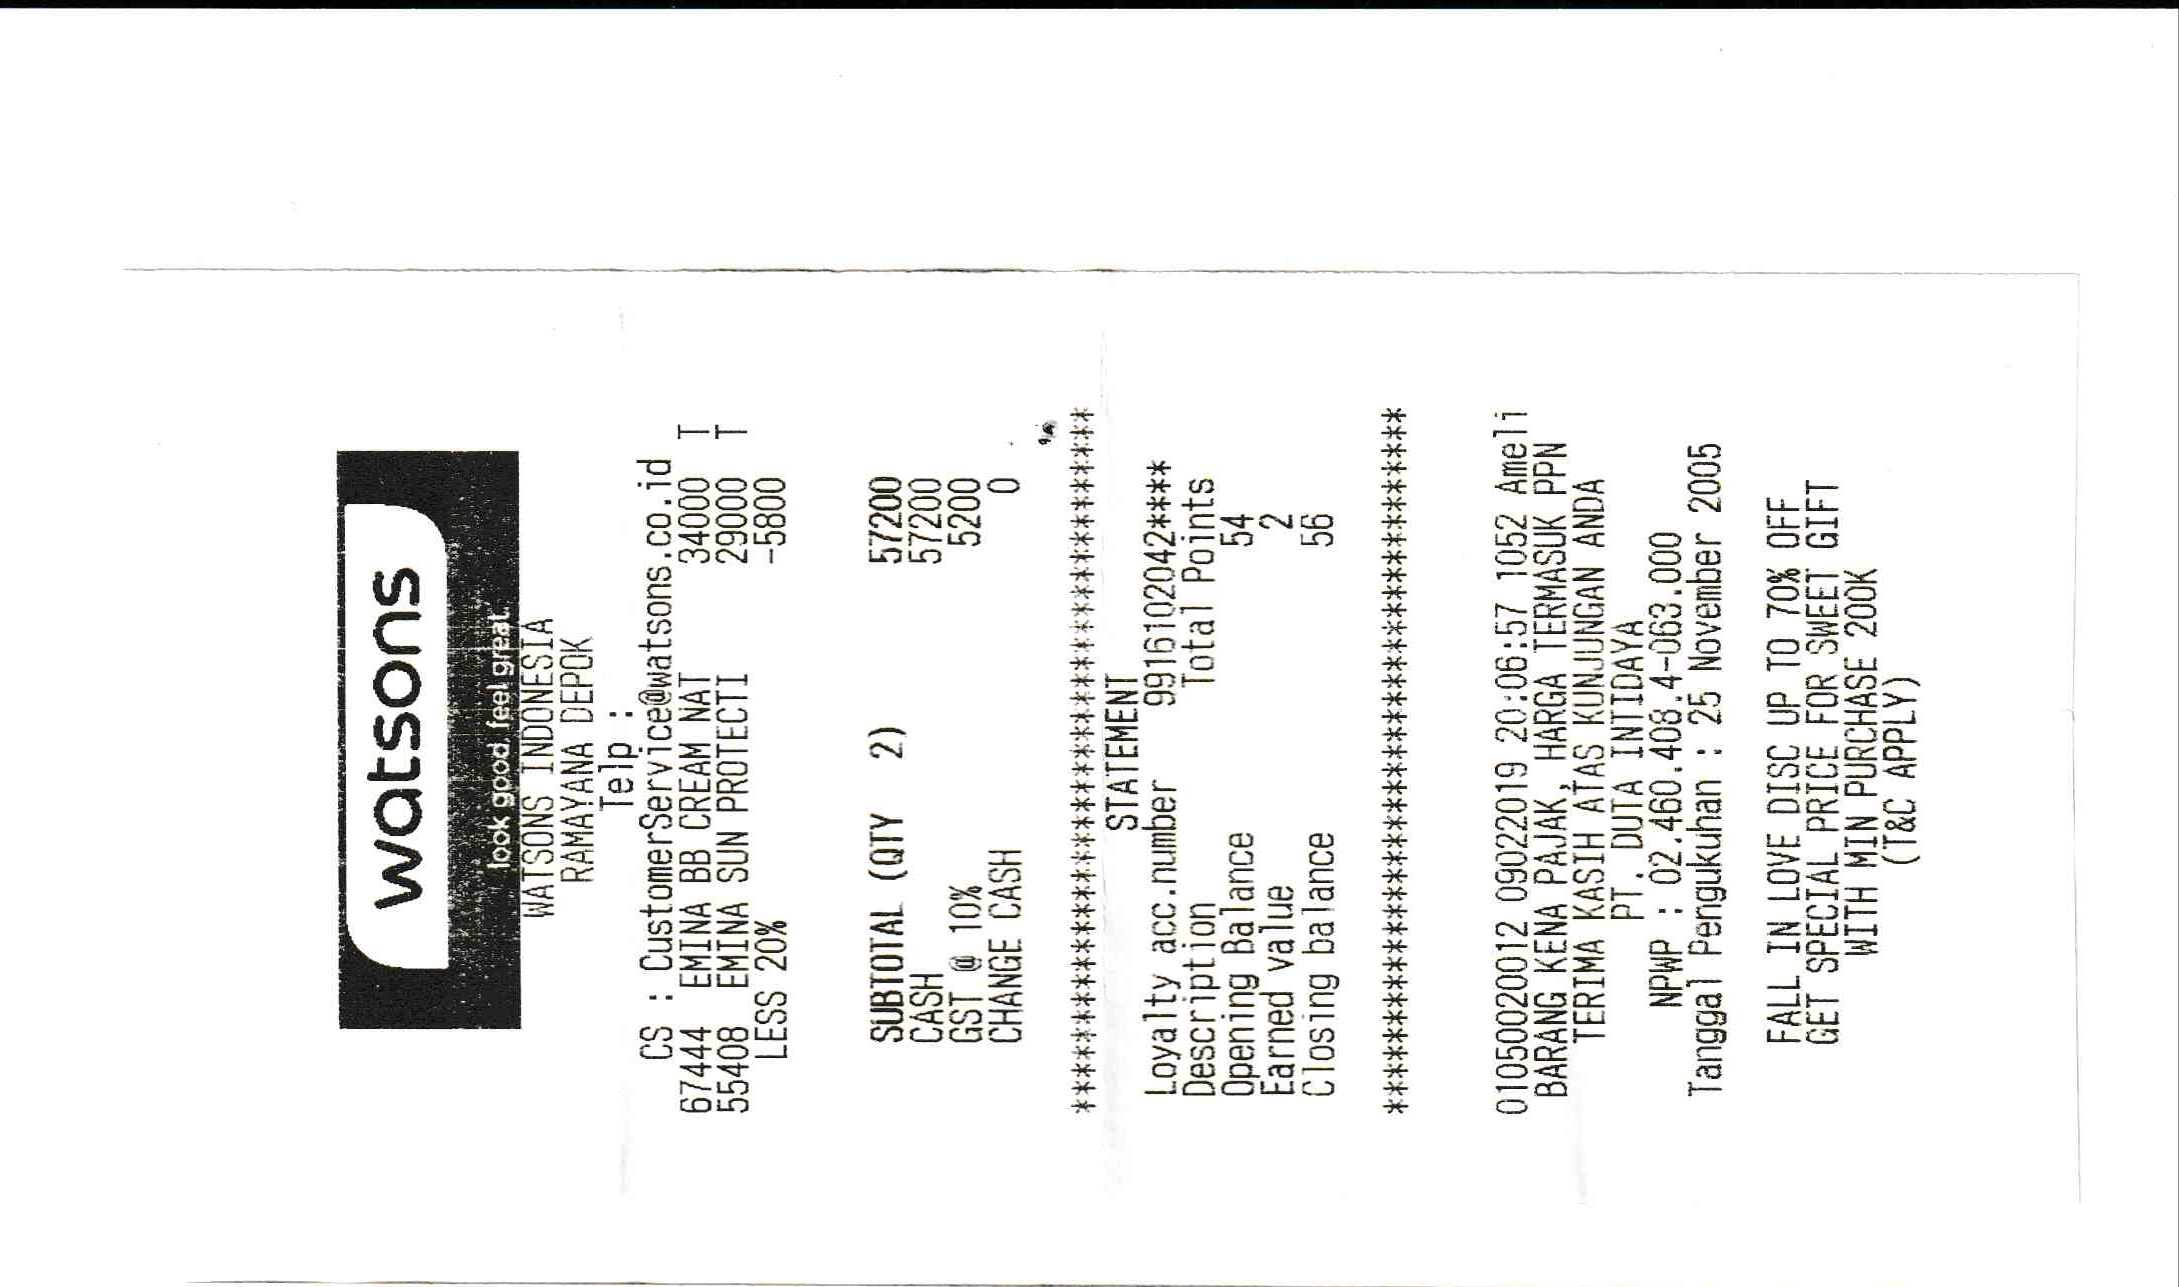 watsons
look good, feel great.
WATSONS INDONESIA
RAMAYANA DEPOK
Telp :
CS : CustomerService@watsons.co.id
67444 EMINA BB CREAM NAT 34000 T
55408 EMINA SUN PROTECTI 29000 T
LESS 20% -5800
SUBTOTAL (QTY 2) 57200
CASH 57200
GST @ 10% 5200
CHANGE CASH 0
****************************************
STATEMENT
Loyalty acc.number 9916102042****
Description Total Points
Opening Balance 54
Earned value 2
Closing balance 56
****************************************
01050020012 09022019 20:06:57 1052 Ameli
BARANG KENA PAJAK, HARGA TERMASUK PPN
TERIMA KASIH ATAS KUNJUNGAN ANDA
PT. DUTA INTIDAYA
NPWP : 02.460.408.4-063.000
Tanggal Pengukuhan : 25 November 2005
FALL IN LOVE DISC UP TO 70% OFF
GET SPECIAL PRICE FOR SWEET GIFT
WITH MIN PURCHASE 200K
(T&C APPLY)